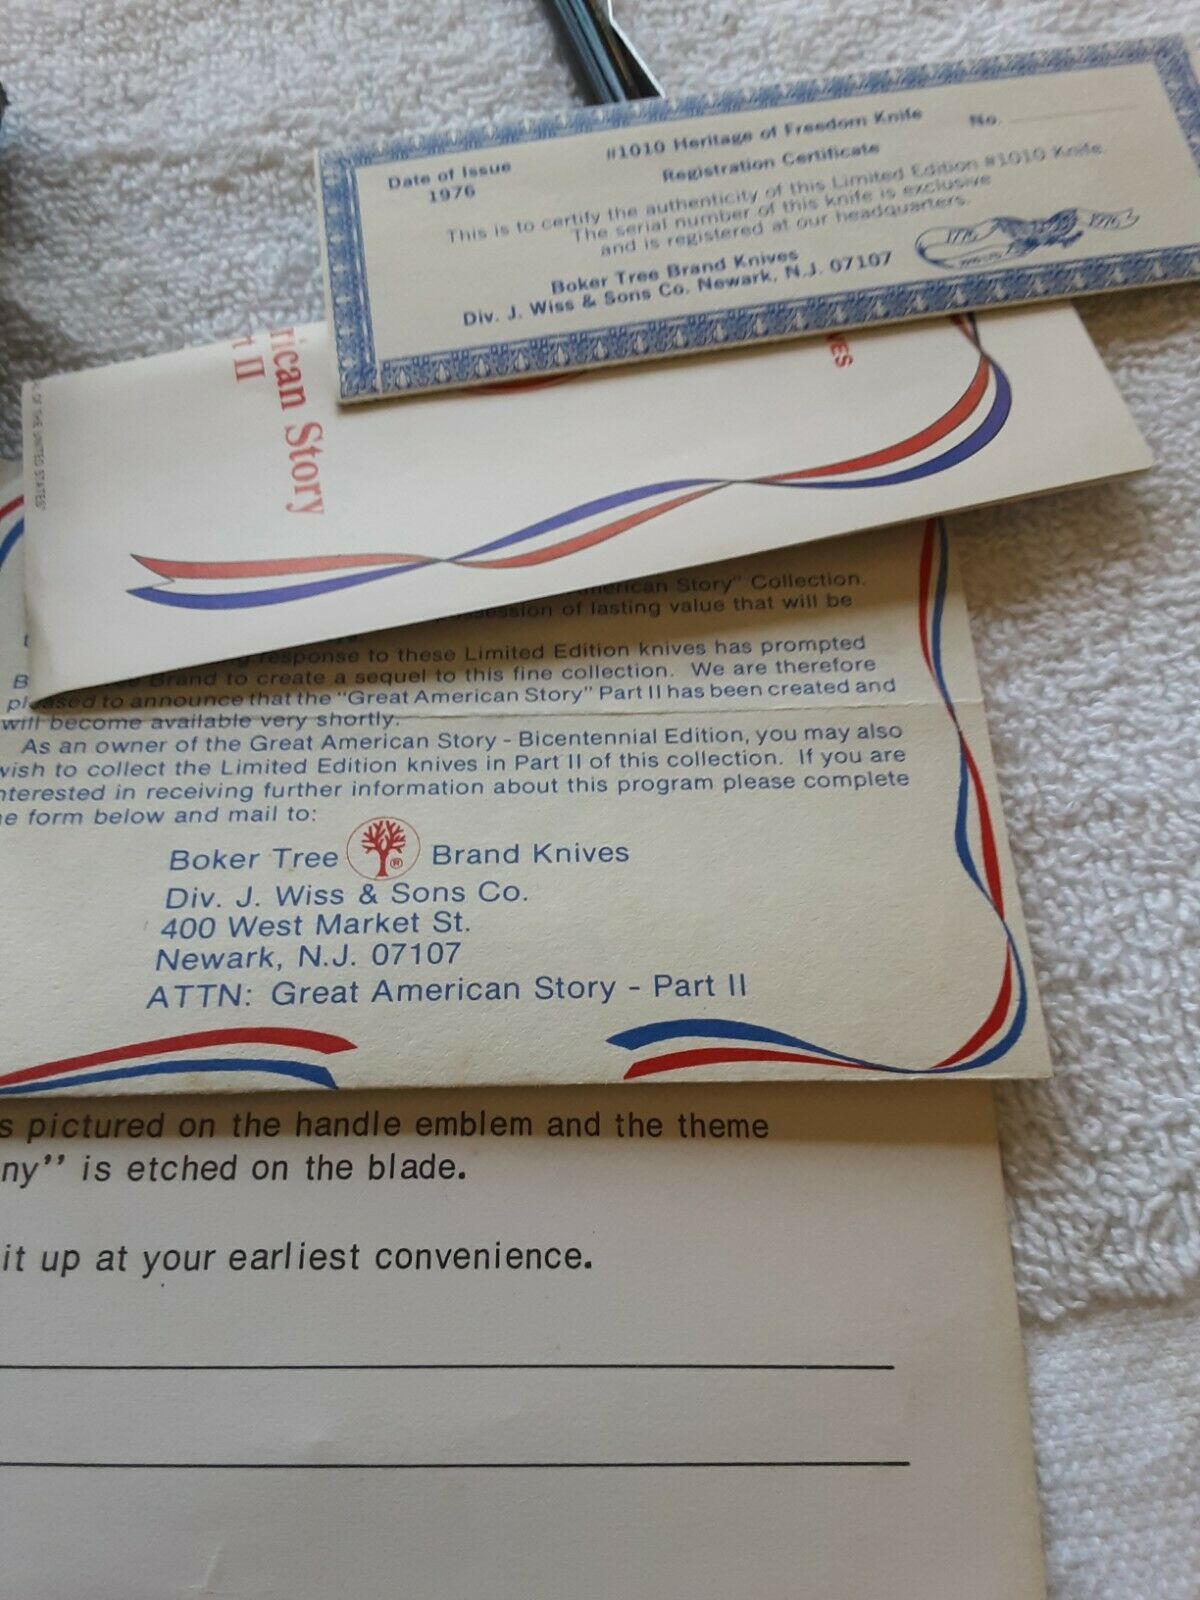 #1010 Heritage of Freedom Knife
No.
Date of Issue
1976
Registration Certificate
This is to certify the authenticity of this Limited Edition #1010 Knife.
The serial number of this knife is exclusive
and is registered at our headquarters.
Boker Tree Brand Knives
Div. J. Wiss & Sons Co. Newark, N.J. 07107
1776
1976
rican Story
t II
VES
OF THE UNITED STATES"
erican Story" Collection.
session of lasting value that will be
response to these Limited Edition knives has prompted
B Brand to create a sequel to this fine collection. We are therefore
pleased to announce that the "Great American Story" Part II has been created and
will become available very shortly.
As an owner of the Great American Story - Bicentennial Edition, you may also
wish to collect the Limited Edition knives in Part II of this collection. If you are
nterested in receiving further information about this program please complete
e form below and mail to:
Boker Tree ® Brand Knives
Div. J. Wiss & Sons Co.
400 West Market St.
Newark, N.J. 07107
ATTN: Great American Story - Part II
s pictured on the handle emblem and the theme
ny" is etched on the blade.
it up at your earliest convenience.